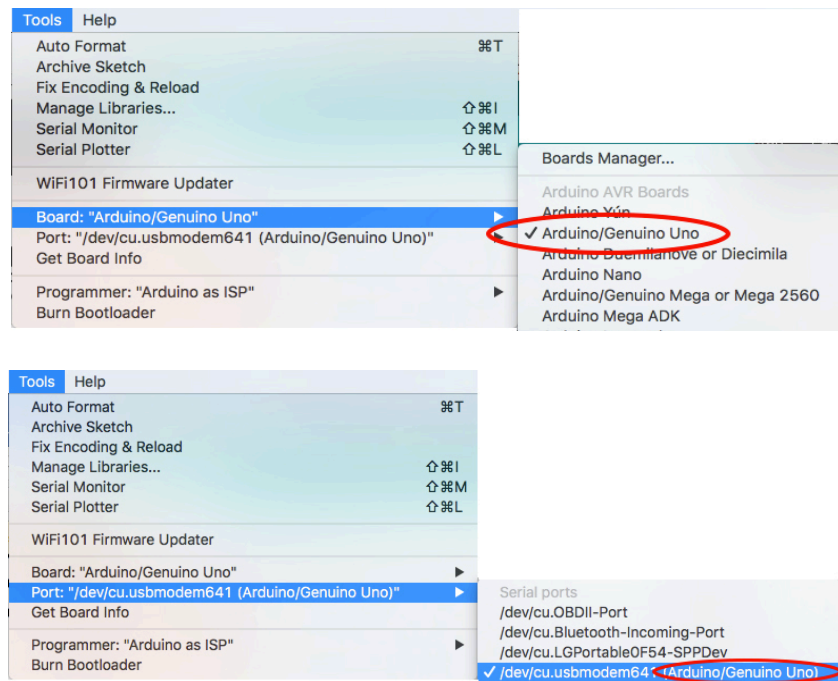 Tools Help
Auto Format ⌘T
Archive Sketch
Fix Encoding & Reload
Manage Libraries... ⇧⌘I
Serial Monitor ⇧⌘M
Serial Plotter ⇧⌘L
WiFi101 Firmware Updater
Board: "Arduino/Genuino Uno"
Port: "/dev/cu.usbmodem641 (Arduino/Genuino Uno)"
Get Board Info
Programmer: "Arduino as ISP"
Burn Bootloader
Boards Manager...
Arduino AVR Boards
Arduino Yún
✓ Arduino/Genuino Uno
Arduino Duemilanove or Diecimila
Arduino Nano
Arduino/Genuino Mega or Mega 2560
Arduino Mega ADK
Tools Help
Auto Format ⌘T
Archive Sketch
Fix Encoding & Reload
Manage Libraries... ⇧⌘I
Serial Monitor ⇧⌘M
Serial Plotter ⇧⌘L
WiFi101 Firmware Updater
Board: "Arduino/Genuino Uno"
Port: "/dev/cu.usbmodem641 (Arduino/Genuino Uno)"
Get Board Info
Programmer: "Arduino as ISP"
Burn Bootloader
Serial ports
/dev/cu.OBDII-Port
/dev/cu.Bluetooth-Incoming-Port
/dev/cu.LGPortable0F54-SPPDev
✓ /dev/cu.usbmodem641 (Arduino/Genuino Uno)